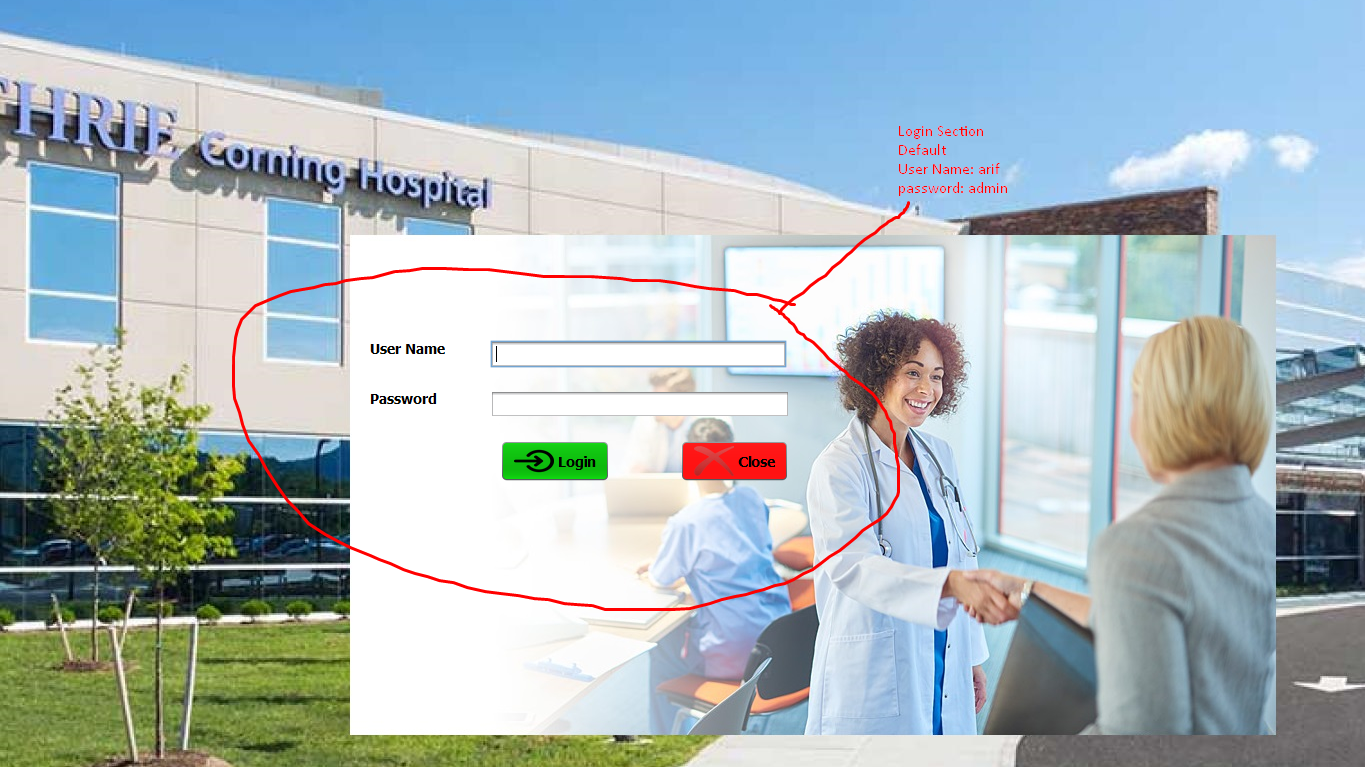 THRIE Corning Hospital
Login Section
Default
User Name: arif
password: admin
User Name
Password
Login
Close